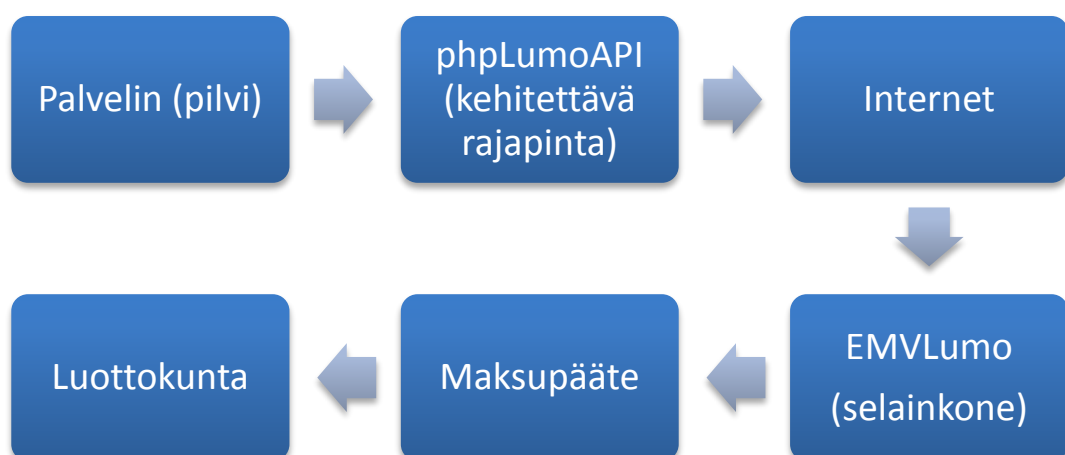 Palvelin (pilvi)
phpLumoAPI
(kehitettävä
rajapinta)
Internet
EMVLumo
(selainkone)
Maksupääte
Luottokunta